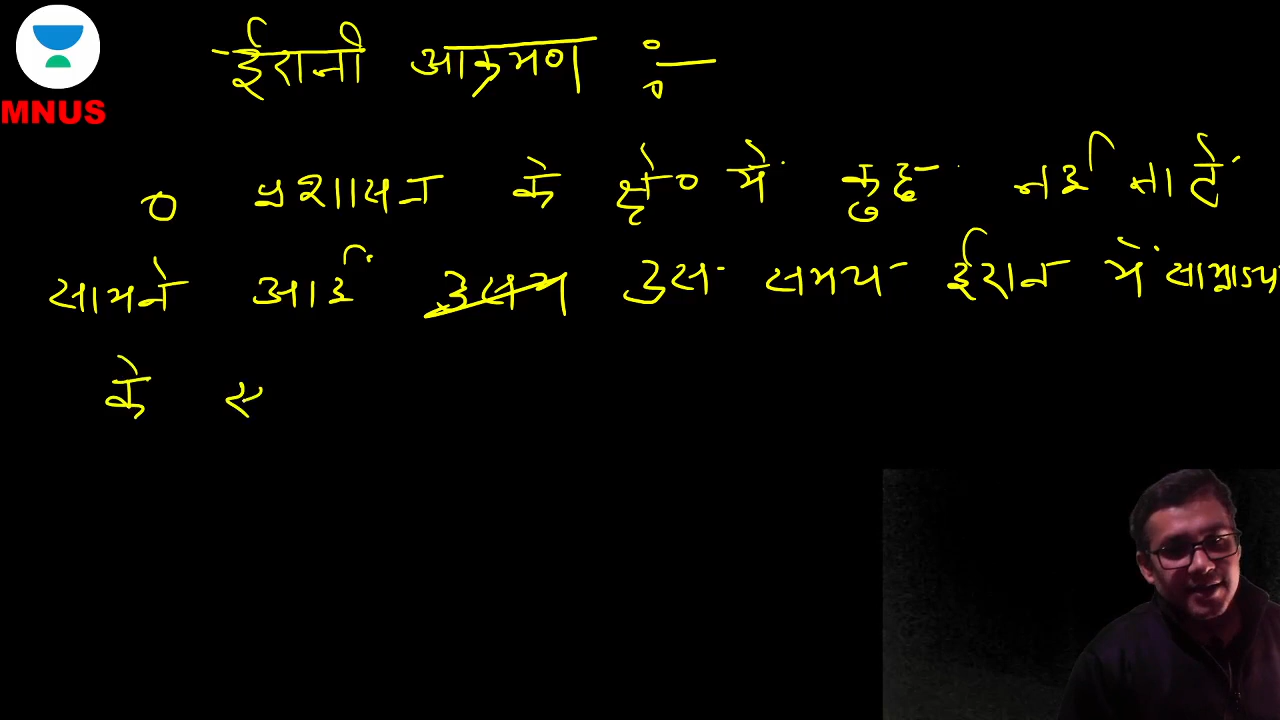 MNUS
ईरानी आक्रमण :-
० प्रशासन के क्षेत्र में कुछ नई बातें
सामने आई उस समय ईरान में साम्राज्य
के